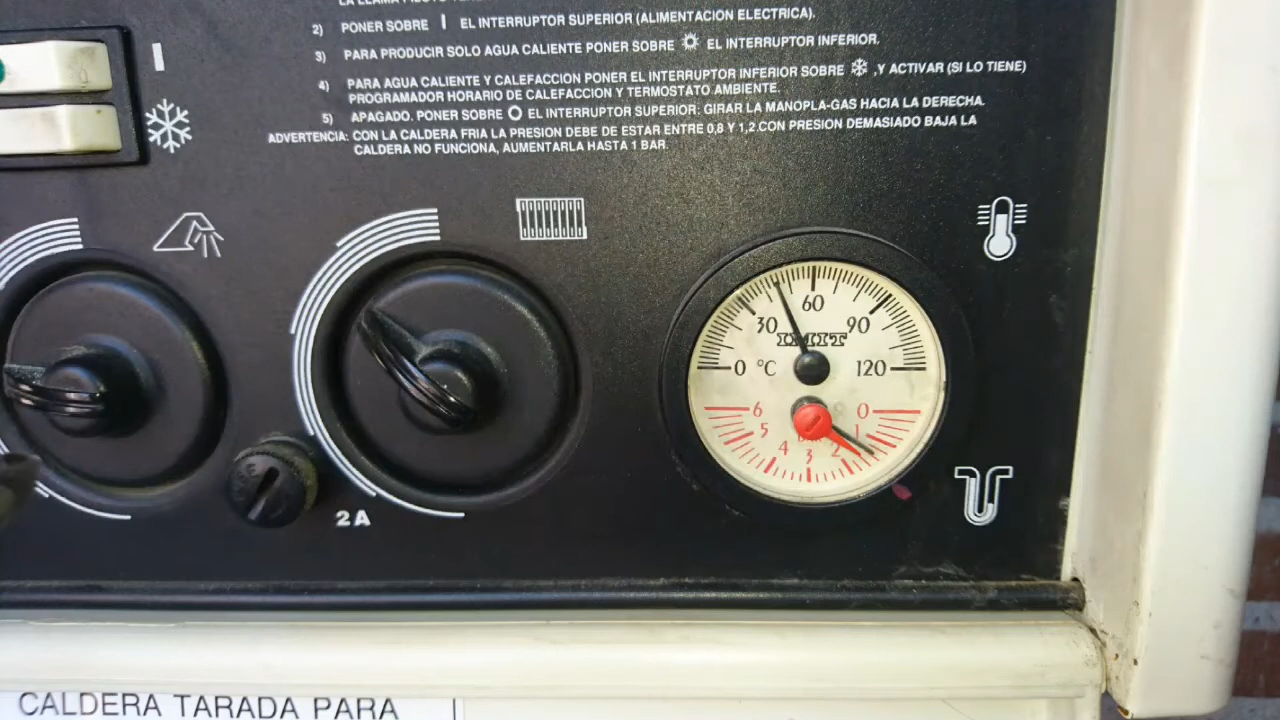 2) PONER SOBRE | EL INTERRUPTOR SUPERIOR (ALIMENTACION ELECTRICA).
3) PARA PRODUCIR SOLO AGUA CALIENTE PONER SOBRE EL INTERRUPTOR INFERIOR.
4) PARA AGUA CALIENTE Y CALEFACCION PONER EL INTERRUPTOR INFERIOR SOBRE ,Y ACTIVAR (SI LO TIENE)
PROGRAMADOR HORARIO DE CALEFACCION Y TERMOSTATO AMBIENTE.
5) APAGADO. PONER SOBRE O EL INTERRUPTOR SUPERIOR: GIRAR LA MANOPLA-GAS HACIA LA DERECHA.
ADVERTENCIA: CON LA CALDERA FRIA LA PRESION DEBE DE ESTAR ENTRE 0,8 Y 1,2.CON PRESION DEMASIADO BAJA LA
CALDERA NO FUNCIONA, AUMENTARLA HASTA 1 BAR.
60
30 90
IMIT
0 °C 120
6 0
5 1
4 3 2
2A
CALDERA TARADA PARA